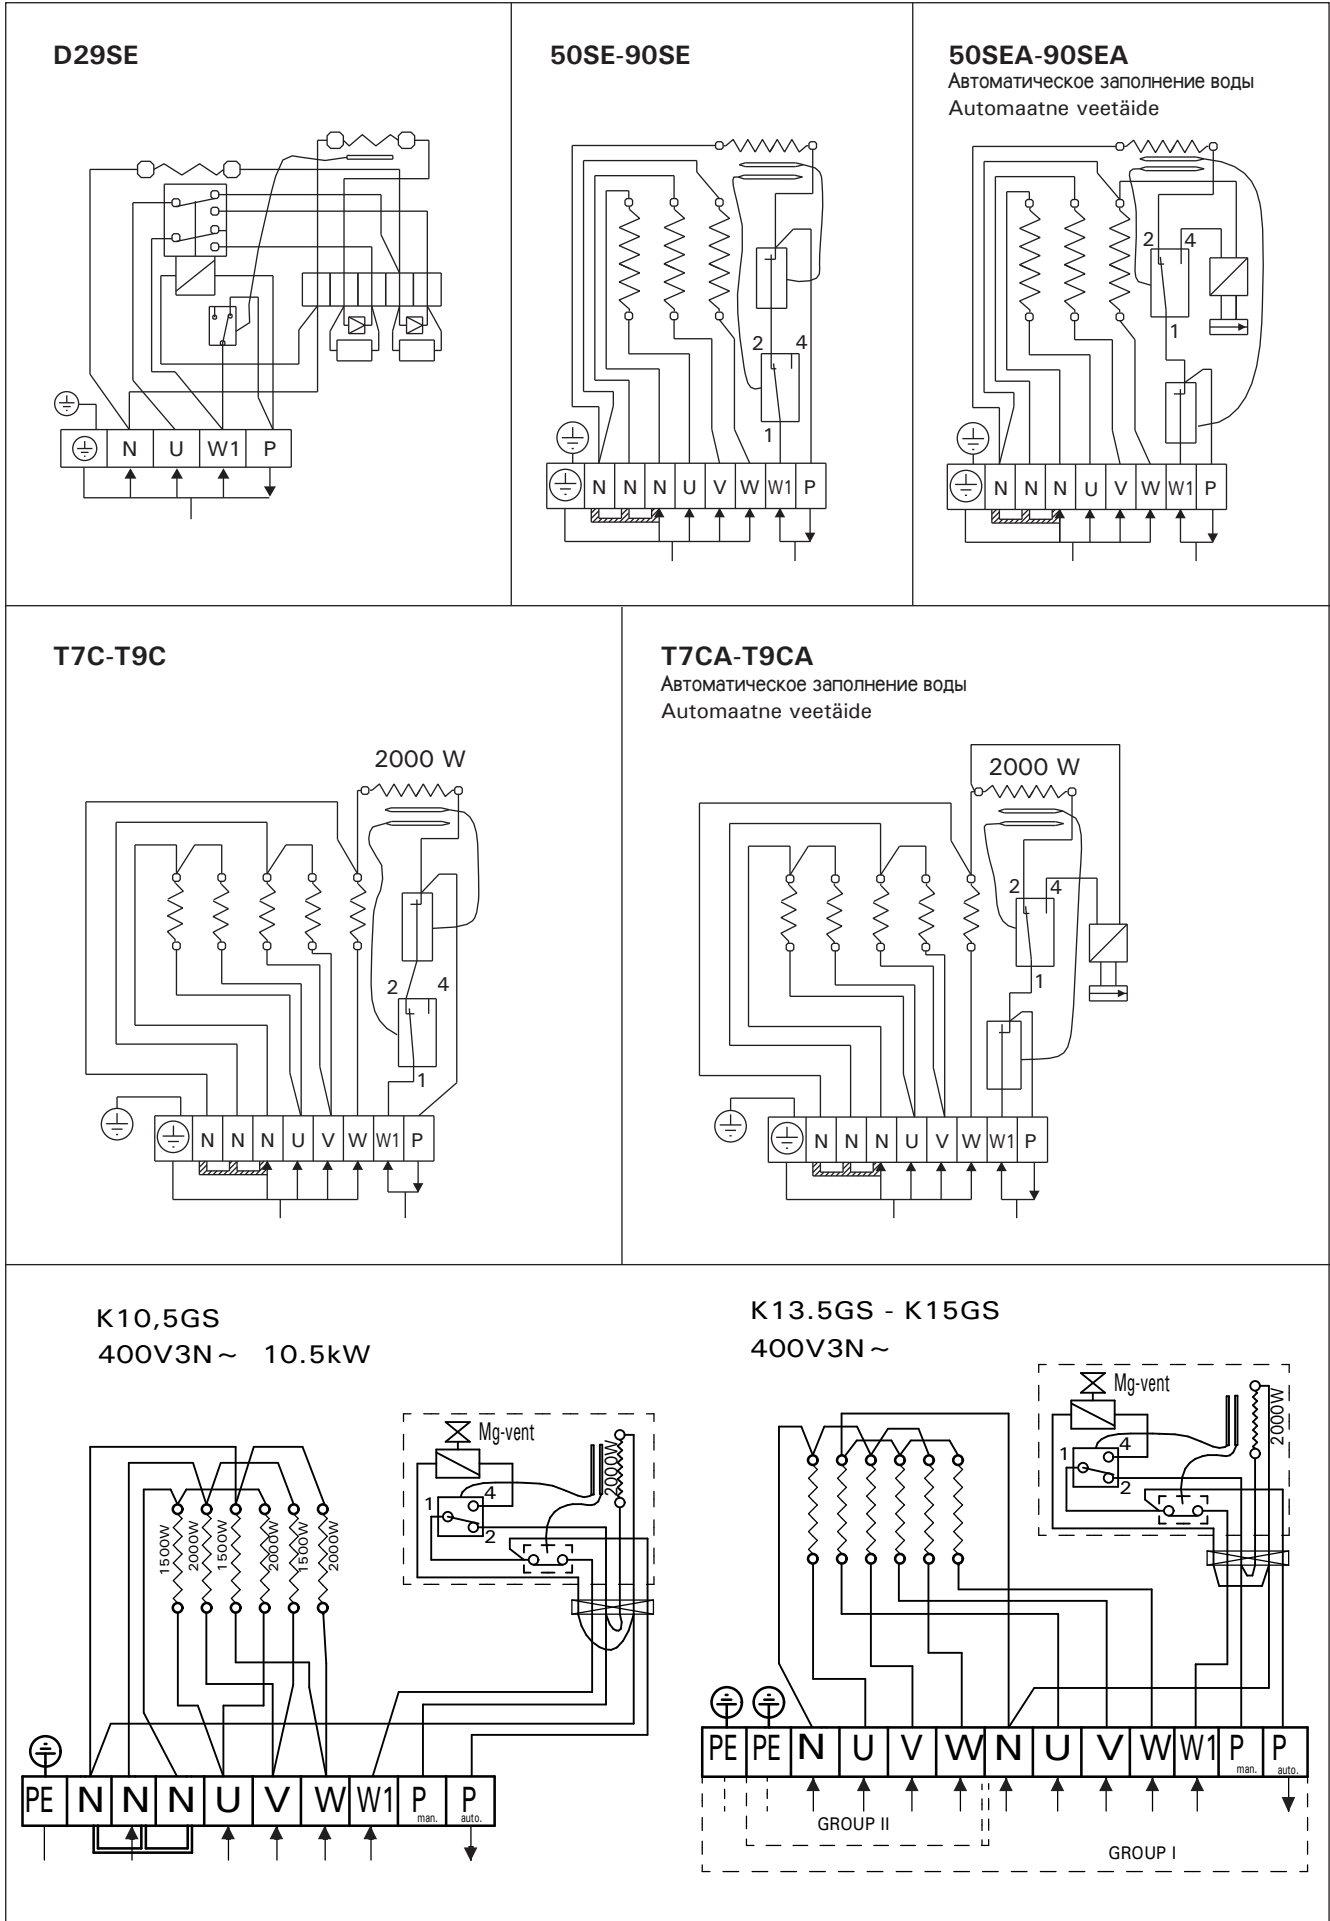 D29SE
N U W1 P
50SE-90SE
2 4
1
N N N U V W W1 P
50SEA-90SEA
Автоматическое заполнение воды
Automaatne veetäide
2 4
1
N N N U V W W1 P
T7C-T9C
2000 W
2 4
1
N N N U V W W1 P
T7CA-T9CA
Автоматическое заполнение воды
Automaatne veetäide
2000 W
2 4
1
N N N U V W W1 P
K10,5GS
400V3N~ 10.5kW
Mg-vent
2000W
1 4
2
1500W 2000W 1500W 2000W 1500W 2000W
PE N N N U V W W1 P man. P auto.
K13.5GS - K15GS
400V3N~
Mg-vent
2000W
1 4
2
PE PE N U V W N U V W W1 P man. P auto.
GROUP II
GROUP I